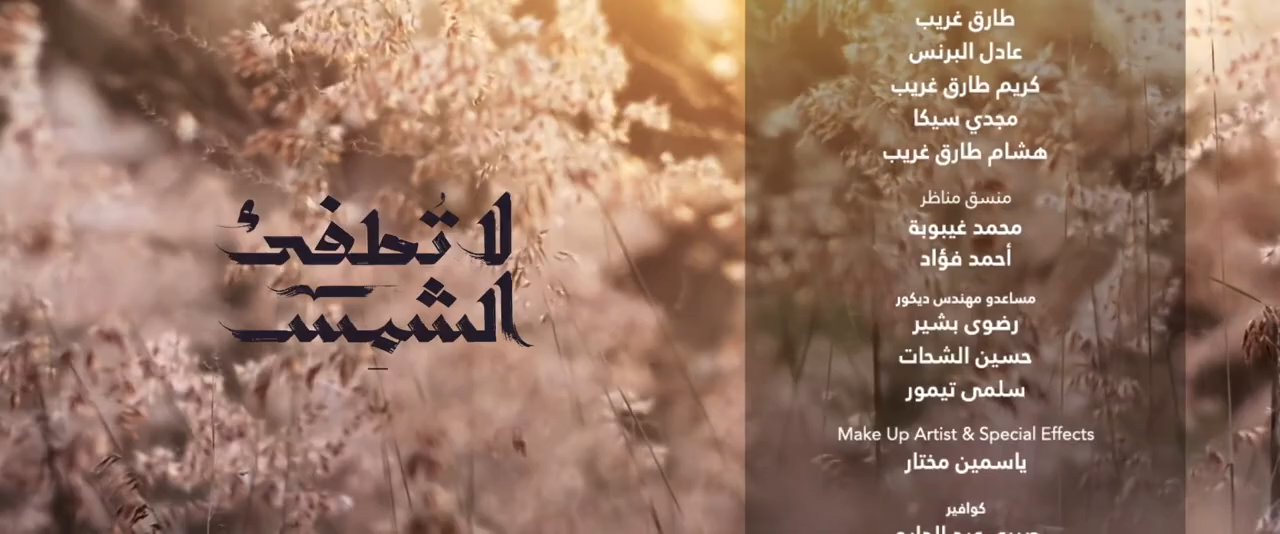 لا تُطفئ
الشمس
طارق غريب
عادل البرنس
كريم طارق غريب
مجدي سيكا
هشام طارق غريب
منسق مناظر
محمد غيبوبة
أحمد فؤاد
مساعدو مهندس ديكور
رضوى بشير
حسين الشحات
سلمى تيمور
Make Up Artist & Special Effects
ياسمين مختار
كوافير